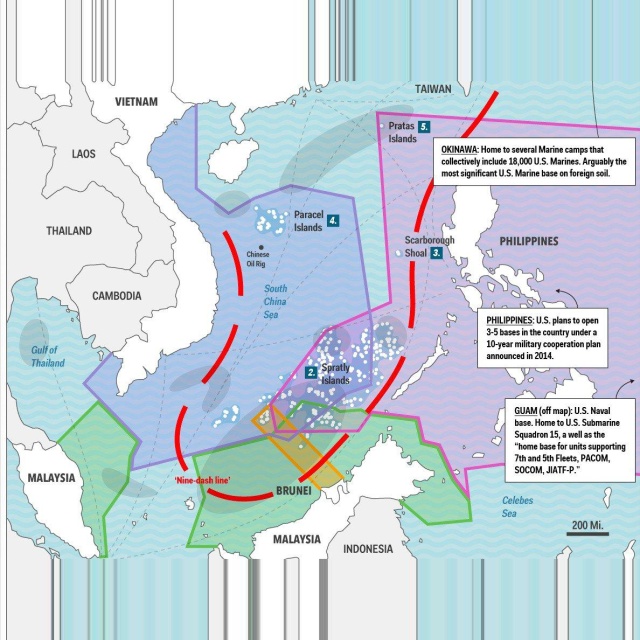 TAIWAN
VIETNAM
Pratas 5.
Islands
OKINAWA: Home to several Marine camps that
collectively include 18,000 U.S. Marines. Arguably the
most significant U.S. Marine base on foreign soil.
LAOS
Paracel 4.
Islands
THAILAND
Scarborough
Shoal 3.
PHILIPPINES
Chinese
Oil Rig
CAMBODIA
South
China
Sea
PHILIPPINES: U.S. plans to open
3-5 bases in the country under a
10-year military cooperation plan
announced in 2014.
Gulf of
Thailand
2. Spratly
Islands
GUAM (off map): U.S. Naval
base. Home to U.S. Submarine
Squadron 15, a well as the
"home base for units supporting
7th and 5th Fleets, PACOM,
SOCOM, JIATF-P."
MALAYSIA
'Nine-dash line'
BRUNEI
Celebes
Sea
200 Mi.
MALAYSIA
INDONESIA